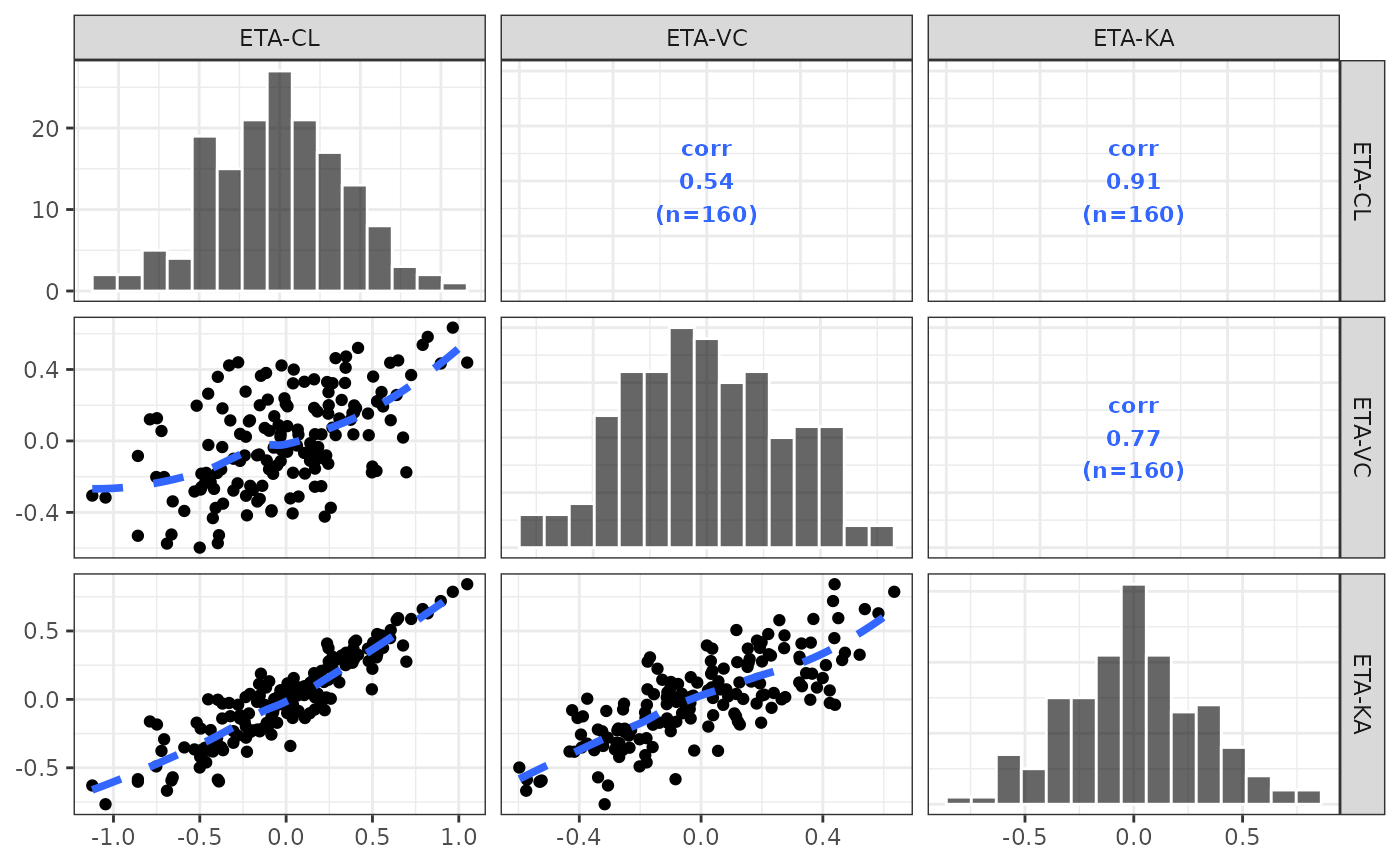 ETA-CL
ETA-VC
ETA-KA
20
10
0
corr
0.54
(n=160)
corr
0.91
(n=160)
ETA-CL
0.4
0.0
-0.4
corr
0.77
(n=160)
ETA-VC
0.5
0.0
-0.5
ETA-KA
-1.0 -0.5 0.0 0.5 1.0
-0.4 0.0 0.4
-0.5 0.0 0.5